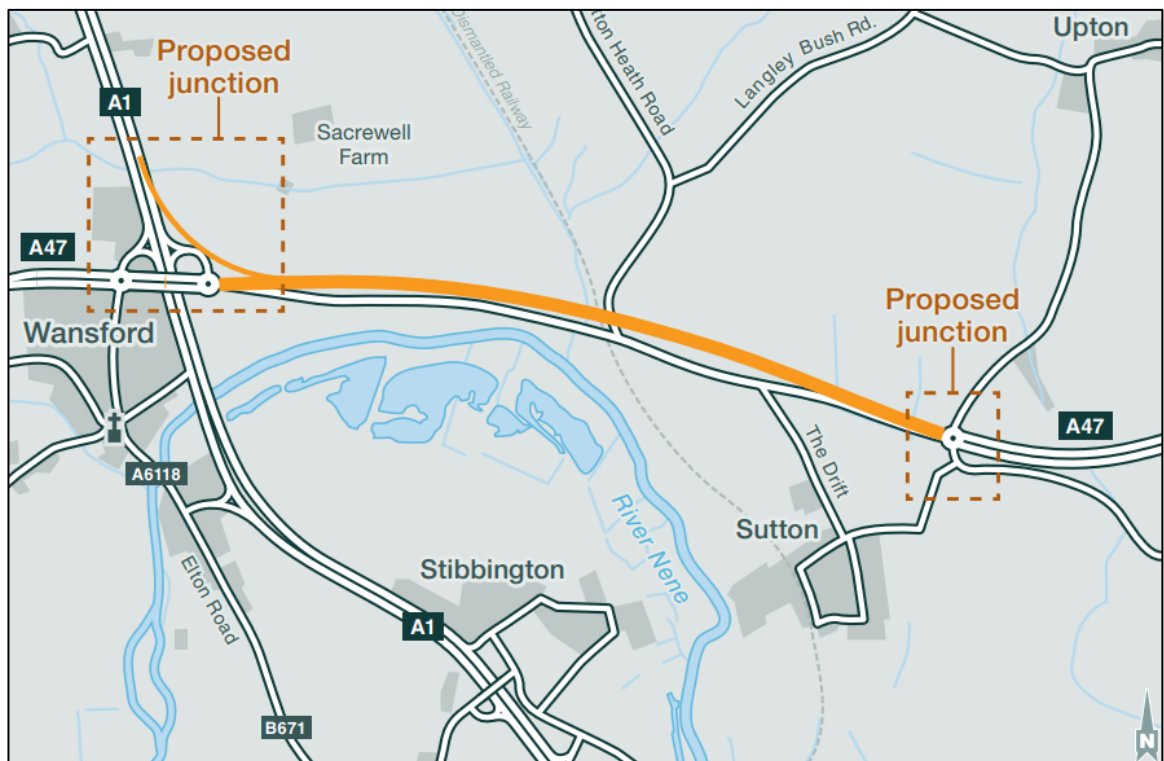 Upton
Langley Bush Rd.
tton Heath Road
Dismantled Railway
Proposed
junction
A1
Sacrewell
Farm
A47
Proposed
junction
Wansford
A47
The Drift
A6118
River Nene
Sutton
Stibbington
Elton Road
A1
B671
N